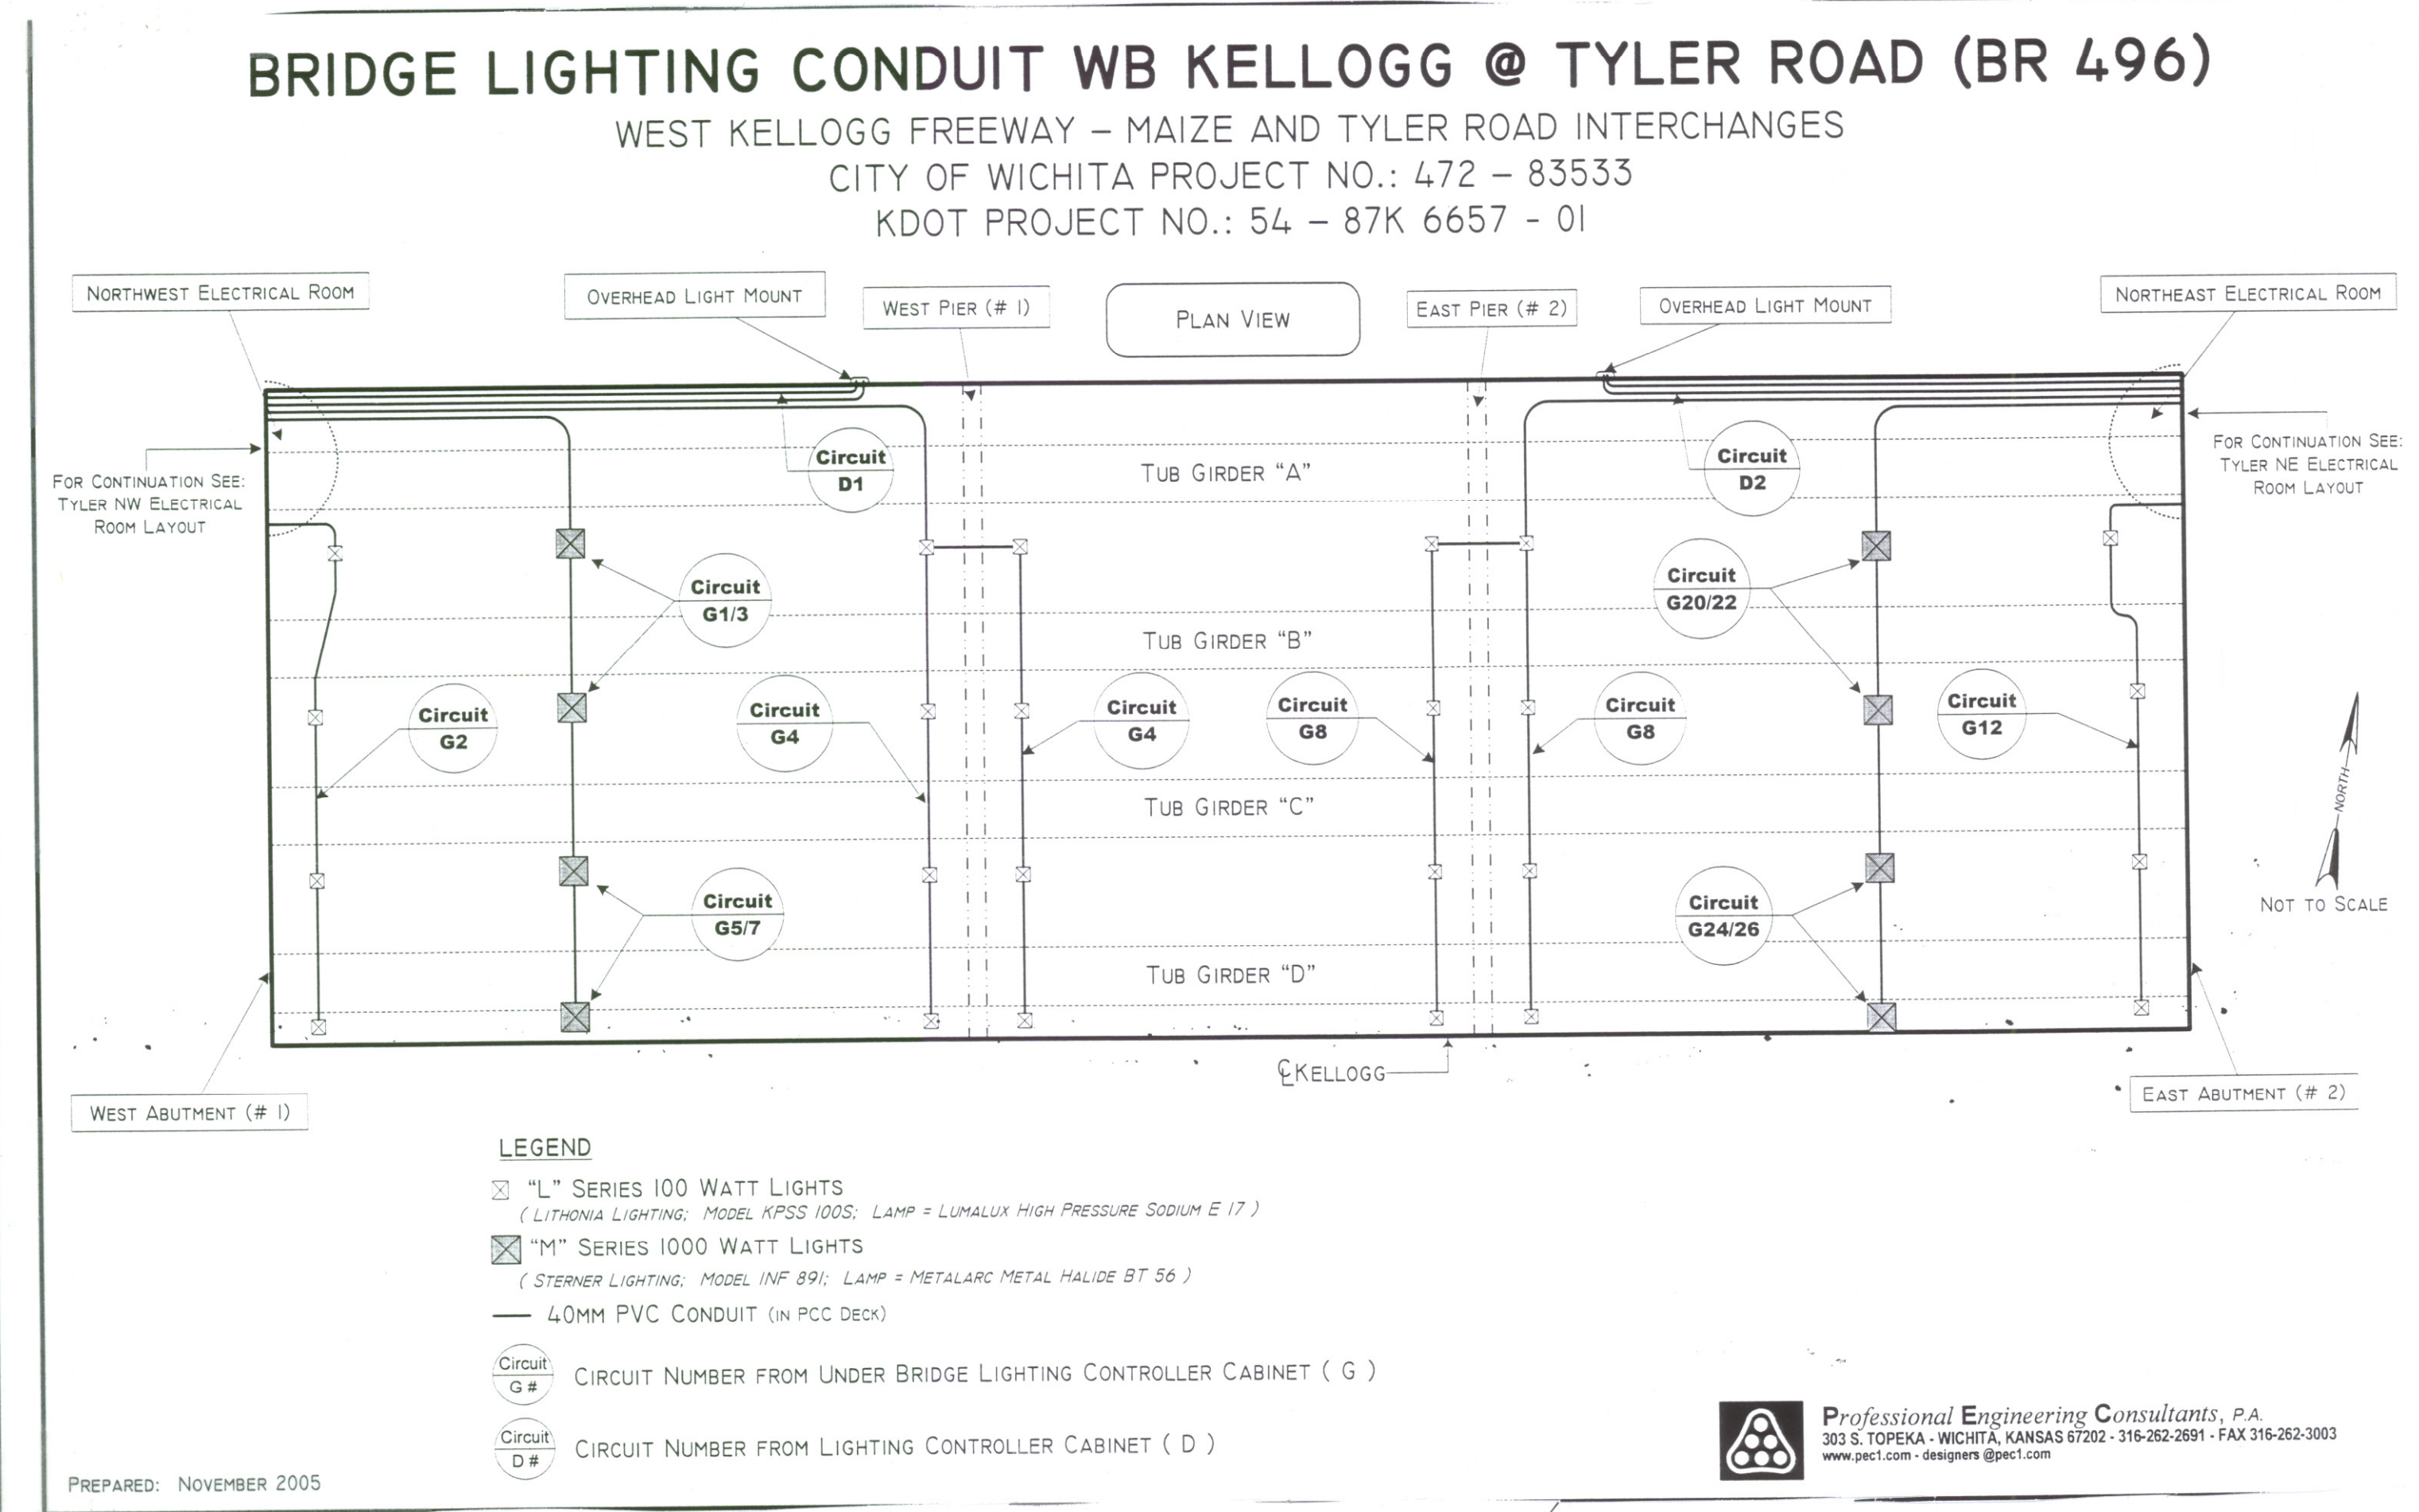 BRIDGE LIGHTING CONDUIT WB KELLOGG @ TYLER ROAD (BR 496)
WEST KELLOGG FREEWAY – MAIZE AND TYLER ROAD INTERCHANGES
CITY OF WICHITA PROJECT NO.: 472 – 83533
KDOT PROJECT NO.: 54 – 87K 6657 - 01
NORTHWEST ELECTRICAL ROOM
OVERHEAD LIGHT MOUNT
WEST PIER (# 1)
PLAN VIEW
EAST PIER (# 2)
OVERHEAD LIGHT MOUNT
NORTHEAST ELECTRICAL ROOM
FOR CONTINUATION SEE:
TYLER NW ELECTRICAL
ROOM LAYOUT
Circuit
D1
TUB GIRDER “A”
Circuit
D2
FOR CONTINUATION SEE:
TYLER NE ELECTRICAL
ROOM LAYOUT
Circuit
G1/3
TUB GIRDER “B”
Circuit
G20/22
Circuit
G2
Circuit
G4
Circuit
G4
Circuit
G8
Circuit
G8
Circuit
G12
TUB GIRDER “C”
NORTH
NOT TO SCALE
Circuit
G5/7
TUB GIRDER “D”
Circuit
G24/26
℄ KELLOGG
WEST ABUTMENT (# 1)
EAST ABUTMENT (# 2)
LEGEND
“L” SERIES 100 WATT LIGHTS
( LITHONIA LIGHTING; MODEL KPSS 100S; LAMP = LUMALUX HIGH PRESSURE SODIUM E 17 )
“M” SERIES 1000 WATT LIGHTS
( STERNER LIGHTING; MODEL INF 891; LAMP = METALARC METAL HALIDE BT 56 )
40MM PVC CONDUIT (IN PCC DECK)
Circuit
G #
CIRCUIT NUMBER FROM UNDER BRIDGE LIGHTING CONTROLLER CABINET ( G )
Circuit
D #
CIRCUIT NUMBER FROM LIGHTING CONTROLLER CABINET ( D )
Professional Engineering Consultants, P.A.
303 S. TOPEKA - WICHITA, KANSAS 67202 - 316-262-2691 - FAX 316-262-3003
www.pec1.com - designers @pec1.com
PREPARED: NOVEMBER 2005